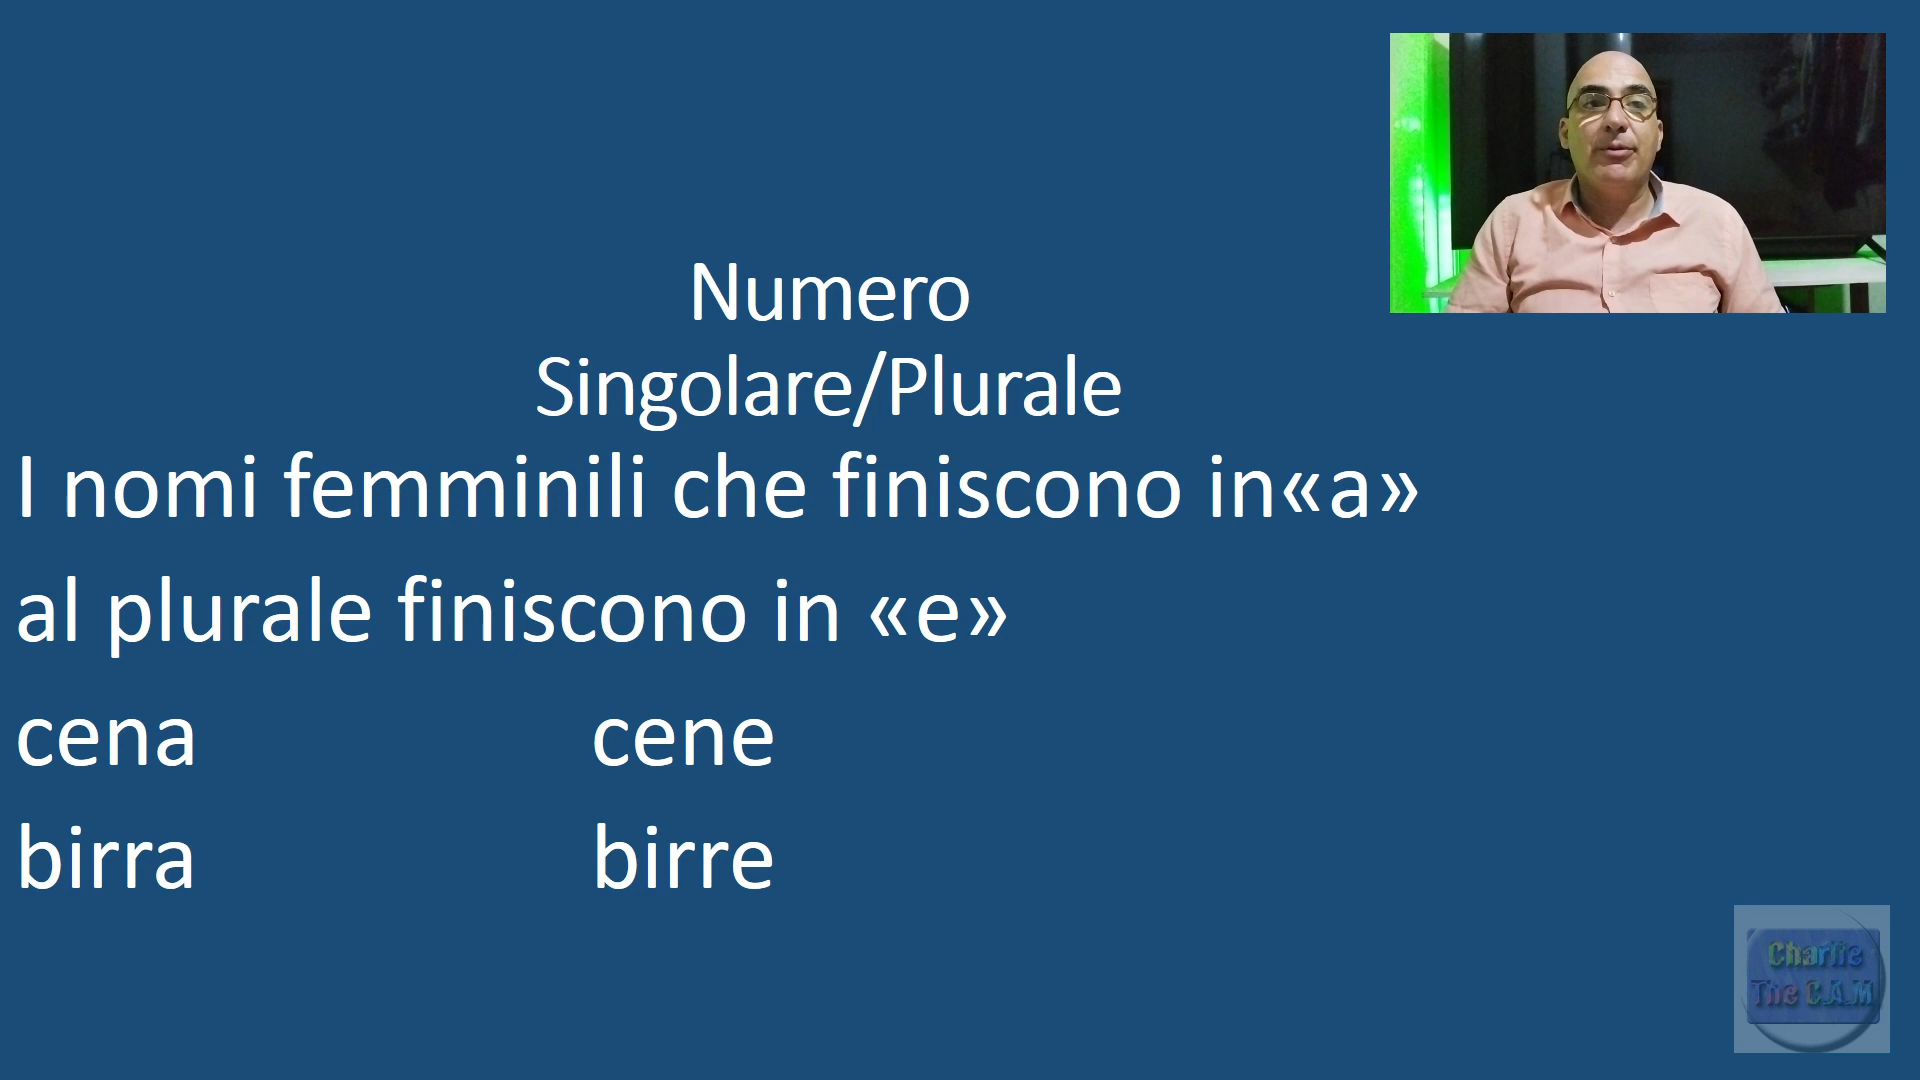 Numero
Singolare/Plurale
I nomi femminili che finiscono in«a»
al plurale finiscono in «e»
cena cene
birra birre
Charlie
The C.A.M